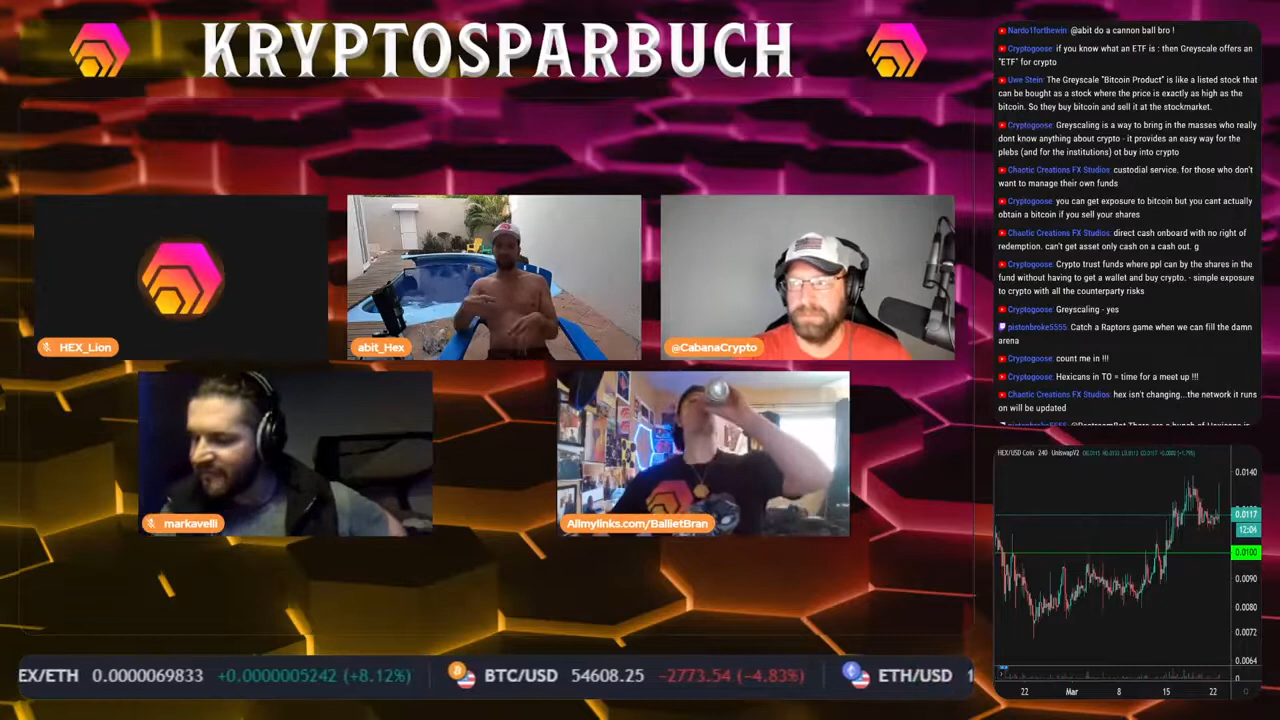 KRYPTOSPARBUCH
HEX_Lion
abit_Hex
@CabanaCrypto
markavelli
Allmylinks.com/BallietBran
Nardo1forthewin @abit do a cannon ball bro !
Cryptogoose: if you know what an ETF is : then Greyscale offers an
"ETF" for crypto
Uwe Stein: The Greyscale "Bitcoin Product" is like a listed stock that
can be bought as a stock where the price is exactly as high as the
bitcoin. So they buy bitcoin and sell it at the stockmarket.
Cryptogoose: Greyscaling is a way to bring in the masses who really
dont know anything about crypto - it provides an easy way for the
plebs (and for the institutions) ot buy into crypto
Chaotic Creations FX Studios: custodial service. for those who don't
want to manage their own funds
Cryptogoose: you can get exposure to bitcoin but you cant actually
obtain a bitcoin if you sell your shares
Chaotic Creations FX Studios: direct cash onboard with no right of
redemption. can't get asset only cash on a cash out. g
Cryptogoose: Crypto trust funds where ppl can by the shares in the
fund without having to get a wallet and buy crypto. - simple exposure
to crypto with all the counterparty risks
Cryptogoose: Greyscaling - yes
pistonbroke5555: Catch a Raptors game when we can fill the damn
arena
Cryptogoose: count me in !!!
Cryptogoose: Hexicans in TO = time for a meet up !!!
Chaotic Creations FX Studios: hex isn't changing...the network it runs
on will be updated
HEX/USD Coin 240 UniswapV2
0.0140
0.0117
12:04
0.0100
0.0090
0.0080
0.0072
0.0064
0
22 Mar 8 15 22
EX/ETH 0.0000069833 +0.0000005242 (+8.12%) BTC/USD 54608.25 −2773.54 (−4.83%) ETH/USD 1